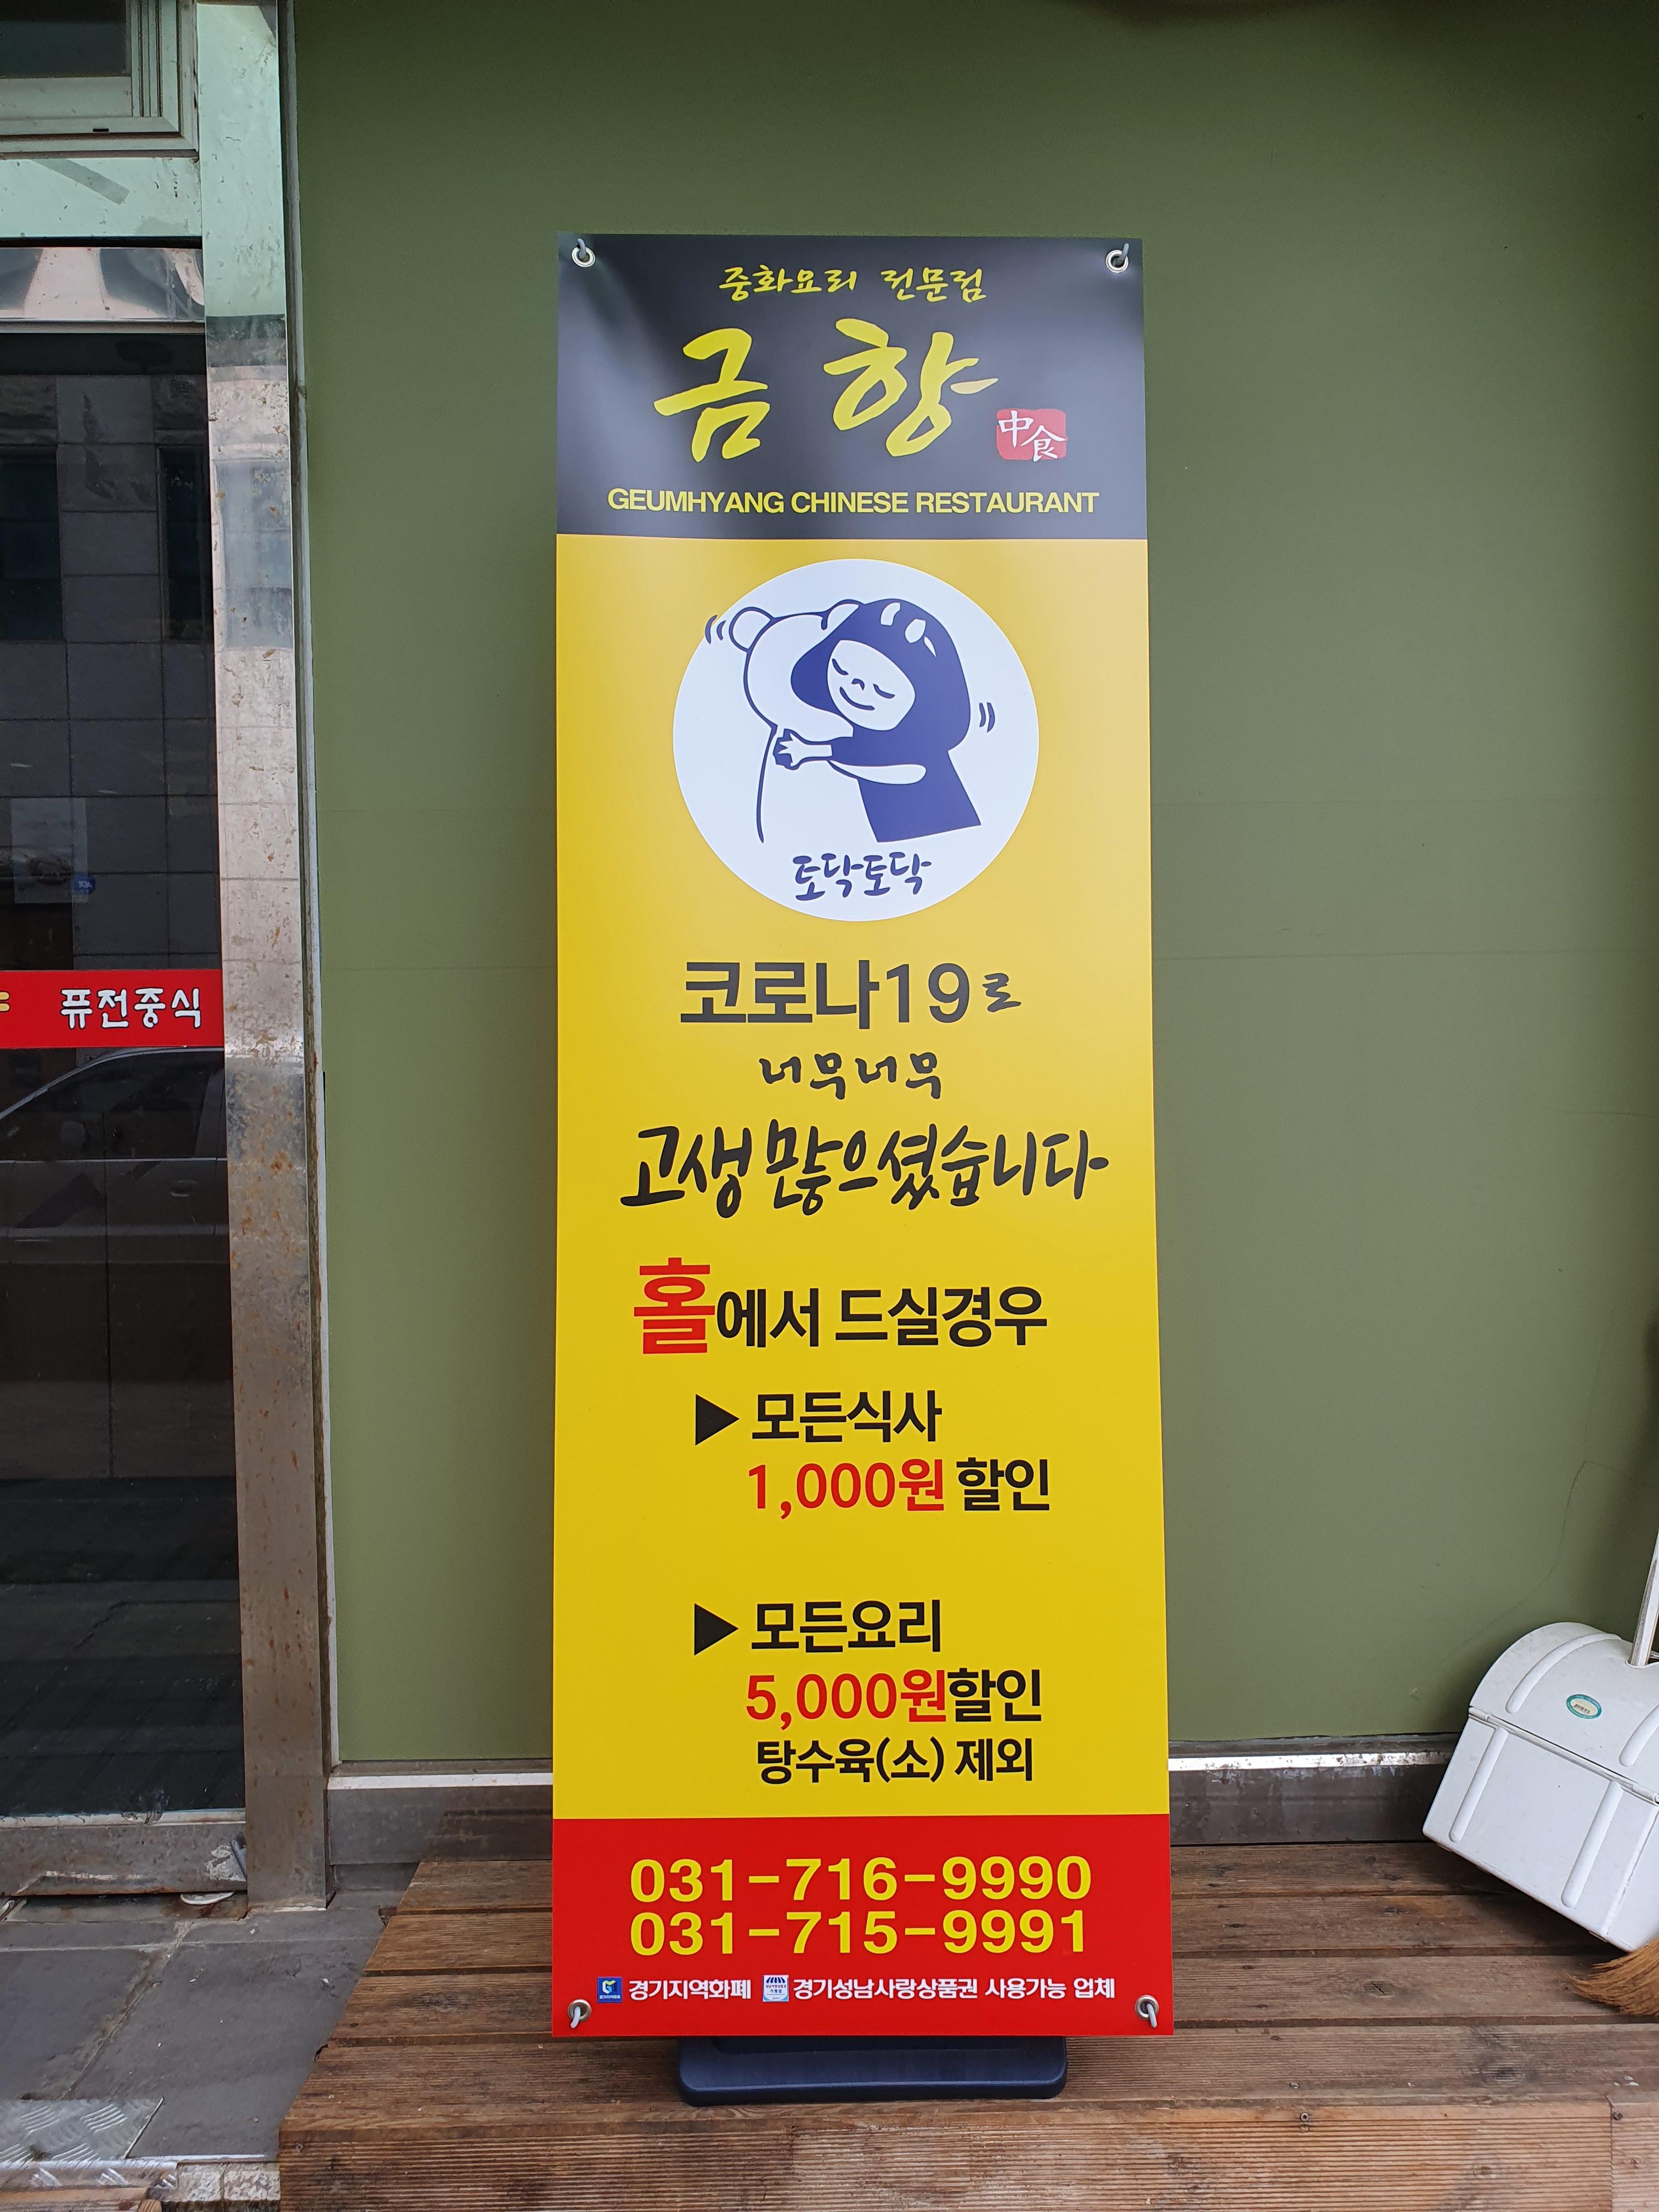 중화요리 전문점
금향
中食
GEUMHYANG CHINESE RESTAURANT
토닥토닥
코로나19로
너무너무
고생 많으셨습니다
홀에서 드실경우
▶ 모든식사
1,000원 할인
▶ 모든요리
5,000원할인
탕수육(소) 제외
031-716-9990
031-715-9991
경기지역화폐 경기성남사랑상품권 사용가능 업체
퓨전중식